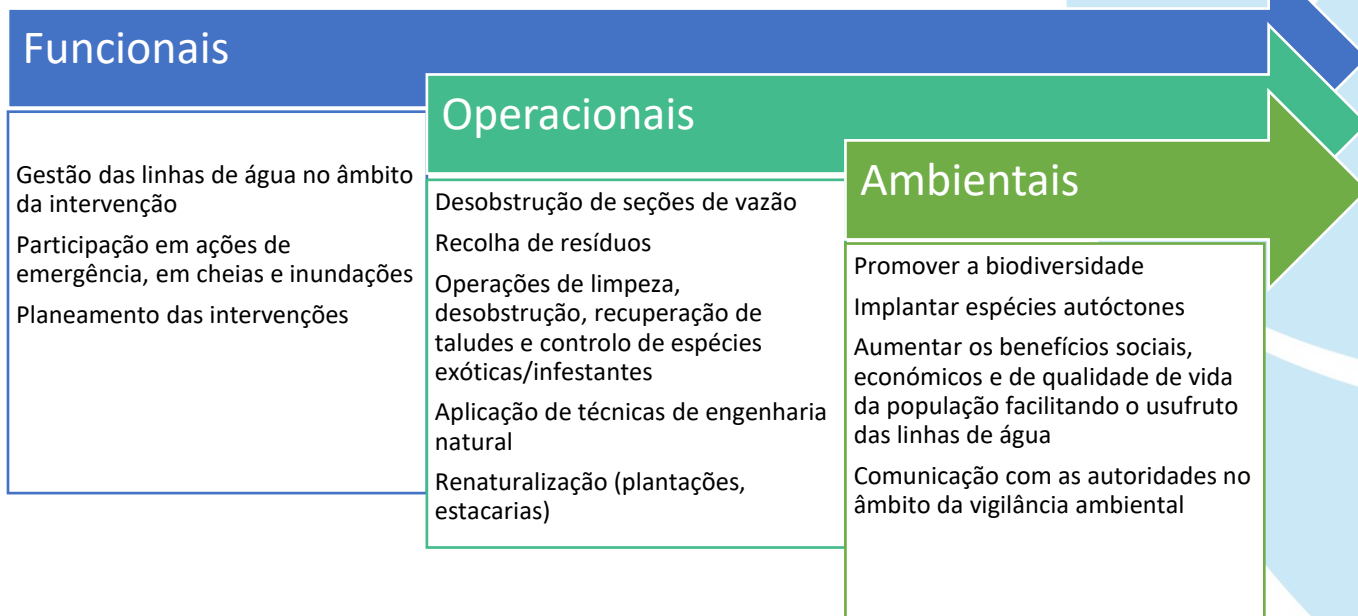 Funcionais
Gestão das linhas de água no âmbito
da intervenção
Participação em ações de
emergência, em cheias e inundações
Planeamento das intervenções
Operacionais
Desobstrução de seções de vazão
Recolha de resíduos
Operações de limpeza,
desobstrução, recuperação de
taludes e controlo de espécies
exóticas/infestantes
Aplicação de técnicas de engenharia
natural
Renaturalização (plantações,
estacarias)
Ambientais
Promover a biodiversidade
Implantar espécies autóctones
Aumentar os benefícios sociais,
económicos e de qualidade de vida
da população facilitando o usufruto
das linhas de água
Comunicação com as autoridades no
âmbito da vigilância ambiental